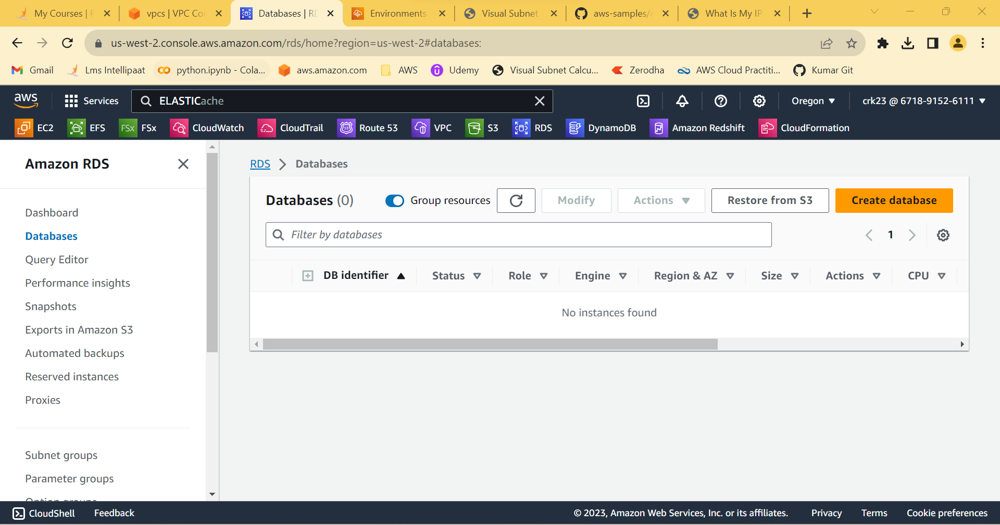 My Courses |
vpcs | VPC Co
Databases | R
Environments
Visual Subnet
aws-samples/
What Is My IP
us-west-2.console.aws.amazon.com/rds/home?region=us-west-2#databases:
Gmail
Lms Intellipaat
python.ipynb - Cola...
aws.amazon.com
AWS
Udemy
Visual Subnet Calcu...
Zerodha
AWS Cloud Practiti...
Kumar Git
aws
Services
ELASTICache
Oregon
crk23 @ 6718-9152-6111
EC2
EFS
FSx
FSx
CloudWatch
CloudTrail
53
Route 53
VPC
S3
RDS
DynamoDB
Amazon Redshift
CloudFormation
Amazon RDS
Dashboard
Databases
Query Editor
Performance insights
Snapshots
Exports in Amazon S3
Automated backups
Reserved instances
Proxies
Subnet groups
Parameter groups
Option groups
RDS > Databases
Databases (0)
Group resources
Modify
Actions
Restore from S3
Create database
Filter by databases
1
DB identifier
Status
Role
Engine
Region & AZ
Size
Actions
CPU
No instances found
CloudShell
Feedback
© 2023, Amazon Web Services, Inc. or its affiliates.
Privacy
Terms
Cookie preferences